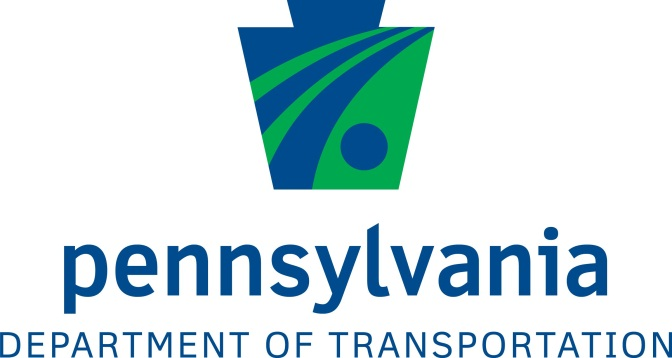 pennsylvania
DEPARTMENT OF TRANSPORTATION